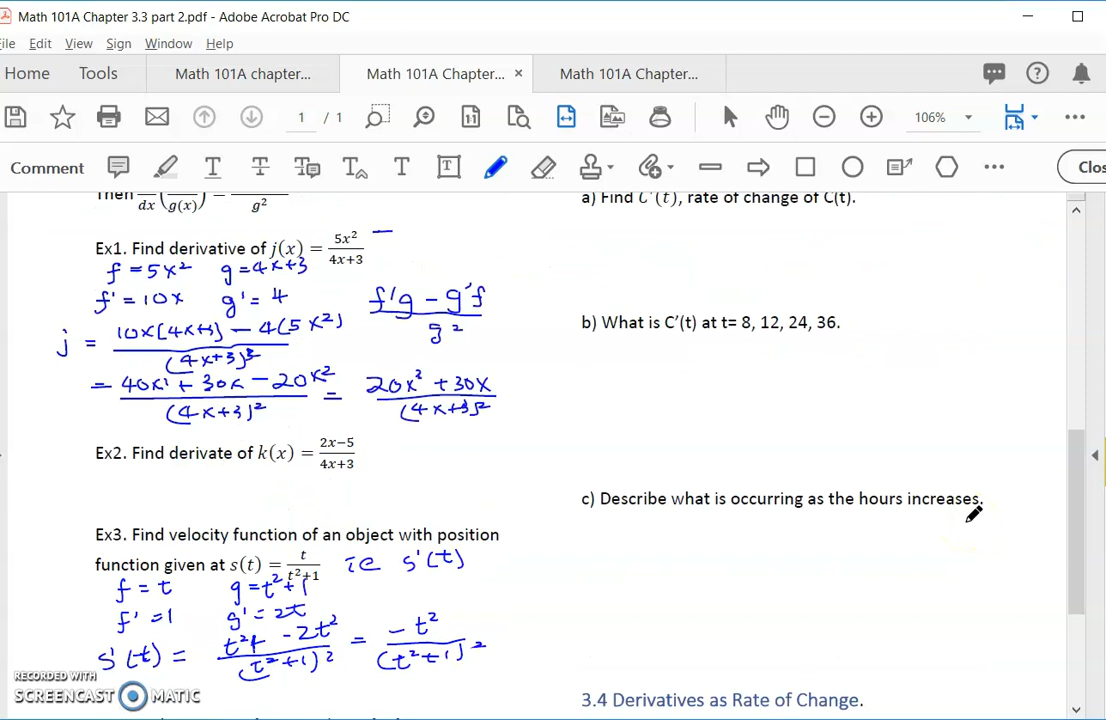 Math 101A Chapter 3.3 part 2.pdf - Adobe Acrobat Pro DC
File Edit View Sign Window Help
Home Tools Math 101A chapter... Math 101A Chapter... × Math 101A Chapter...
1 / 1 106%
Comment Clos
Then d/dx (f(x)/g(x)) = / g²
Ex1. Find derivative of j(x) = 5x²/4x+3
f = 5x² g = 4x+3
f' = 10x g' = 4
f'g - g'f / g²
j = 10x(4x+3) - 4(5x²) / (4x+3)²
= 40x² + 30x - 20x² / (4x+3)² = 20x² + 30x / (4x+3)²
Ex2. Find derivate of k(x) = 2x-5/4x+3
Ex3. Find velocity function of an object with position
function given at s(t) = t/t²+1 ie s'(t)
f = t g = t²+1
f' = 1 g' = 2t
s'(t) = t²+ - 2t² / (t²+1)² = -t² / (t²+1)²
RECORDED WITH
SCREENCAST MATIC
a) Find C'(t), rate of change of C(t).
b) What is C'(t) at t= 8, 12, 24, 36.
c) Describe what is occurring as the hours increases.
3.4 Derivatives as Rate of Change.